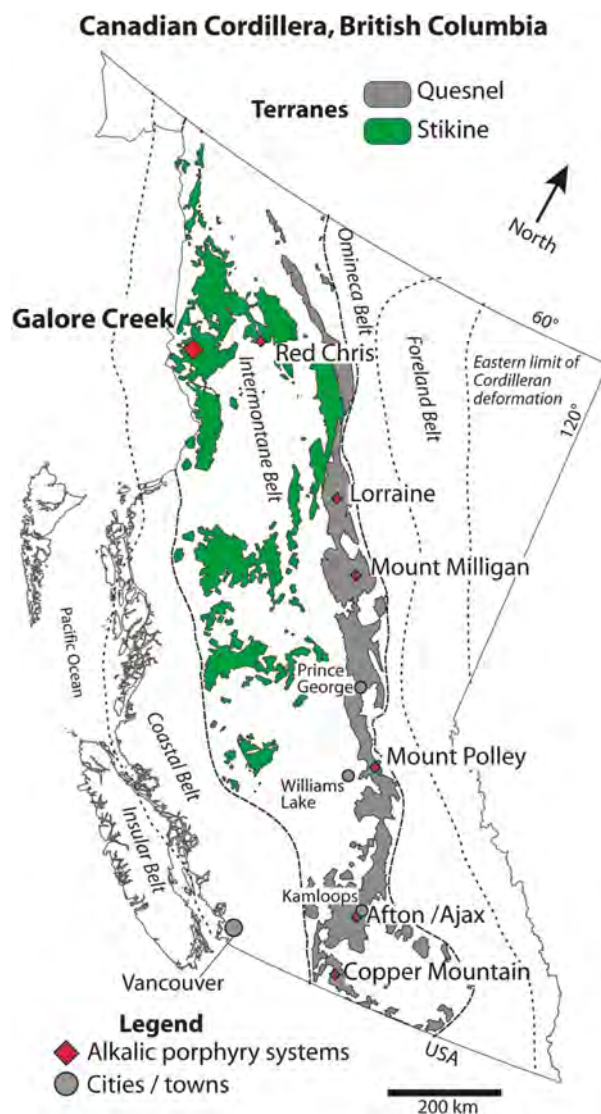 Canadian Cordillera, British Columbia
Terranes
Quesnel
Stikine
North
Omineca Belt
60°
Galore Creek
Red Chris
Foreland Belt
Eastern limit of
Cordilleran
deformation
120°
Intermontane Belt
Lorraine
Mount Milligan
Pacific Ocean
Prince
George
Mount Polley
Coastal Belt
Williams
Lake
Insular Belt
Kamloops
Afton /Ajax
Copper Mountain
Vancouver
USA
Legend
Alkalic porphyry systems
Cities / towns
200 km